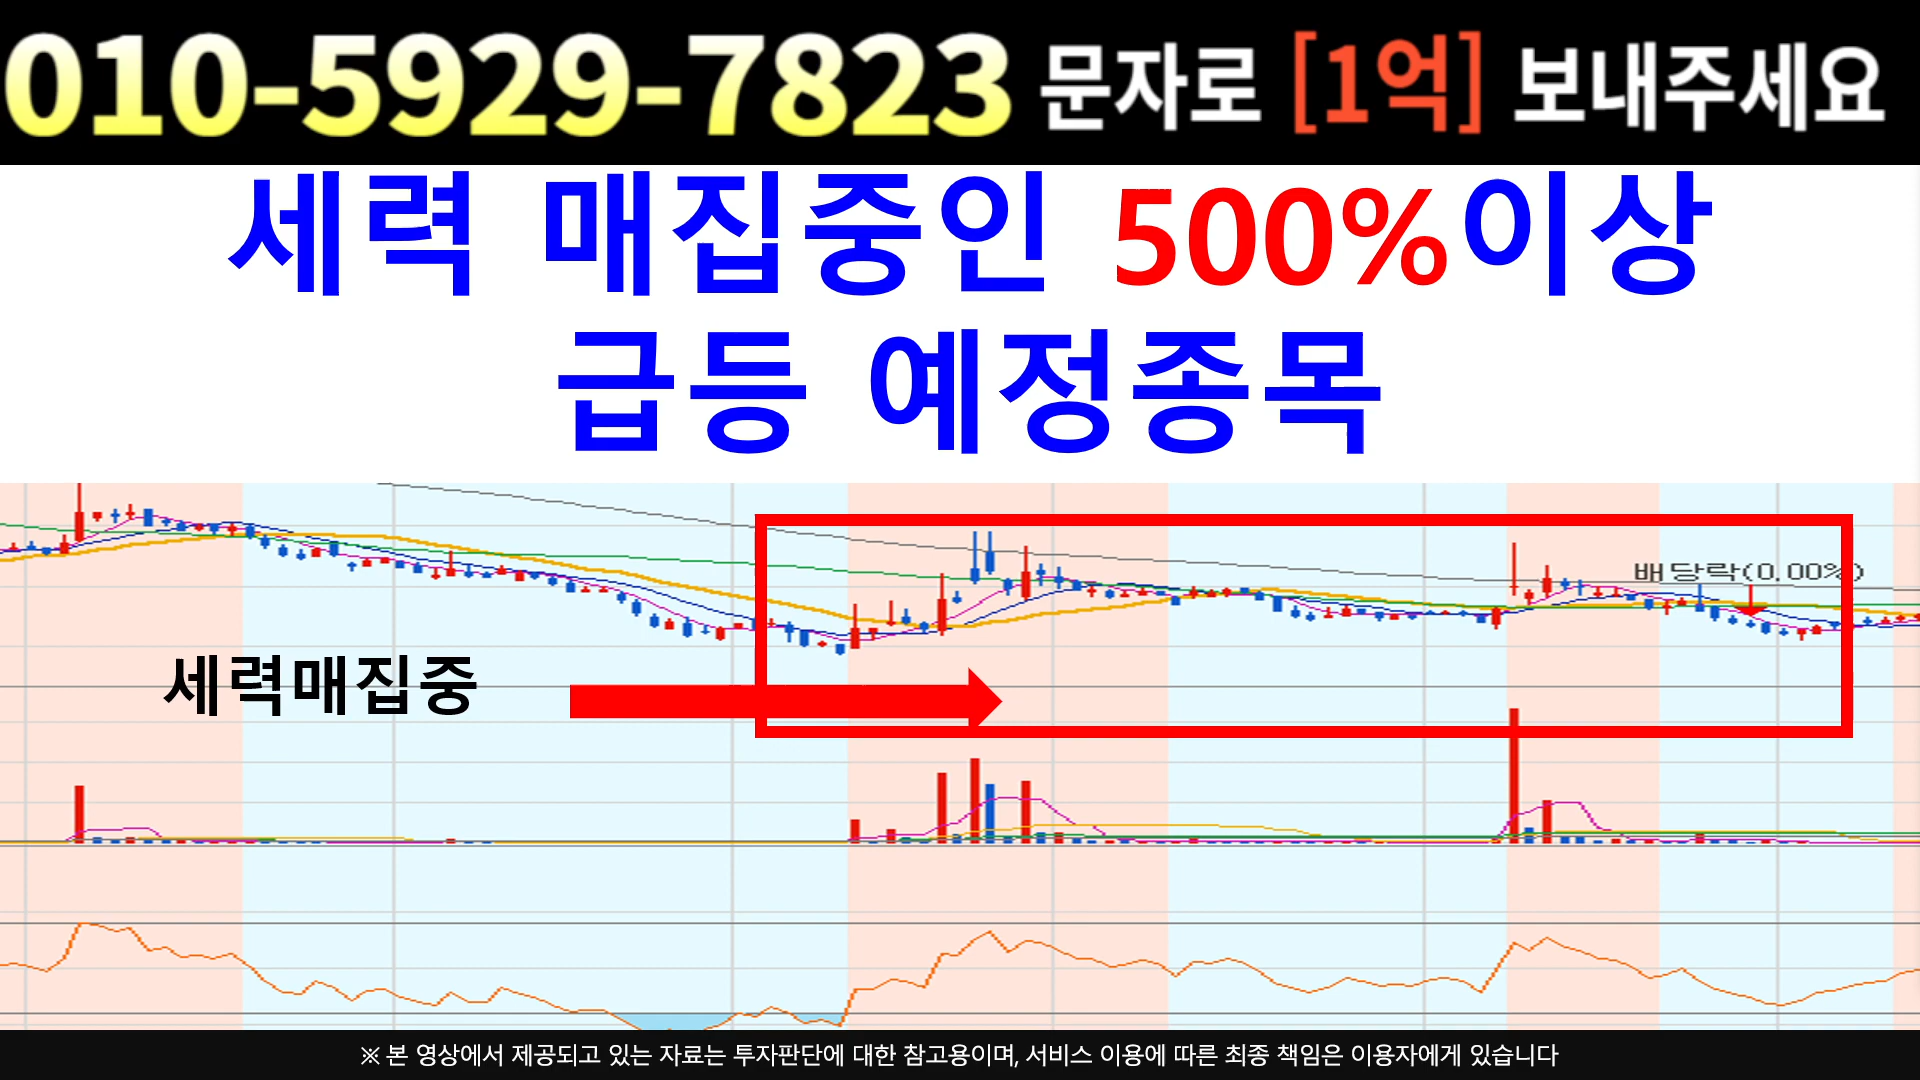 010-5929-7823 문자로 [1억] 보내주세요
세력 매집중인 500%이상
급등 예정종목
배당락(0.00%)
세력매집중
※ 본 영상에서 제공되고 있는 자료는 투자판단에 대한 참고용이며, 서비스 이용에 따른 최종 책임은 이용자에게 있습니다